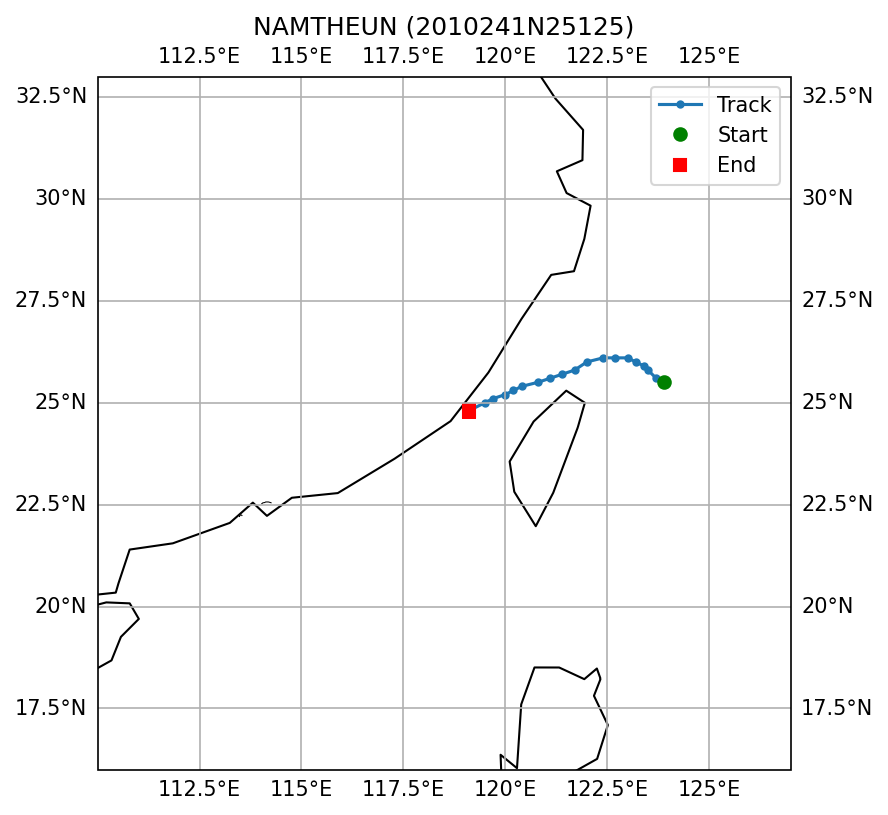 NAMTHEUN (2010241N25125)
112.5°E 115°E 117.5°E 120°E 122.5°E 125°E
32.5°N 32.5°N
Track
Start
End
30°N 30°N
27.5°N 27.5°N
25°N 25°N
22.5°N 22.5°N
20°N 20°N
17.5°N 17.5°N
112.5°E 115°E 117.5°E 120°E 122.5°E 125°E